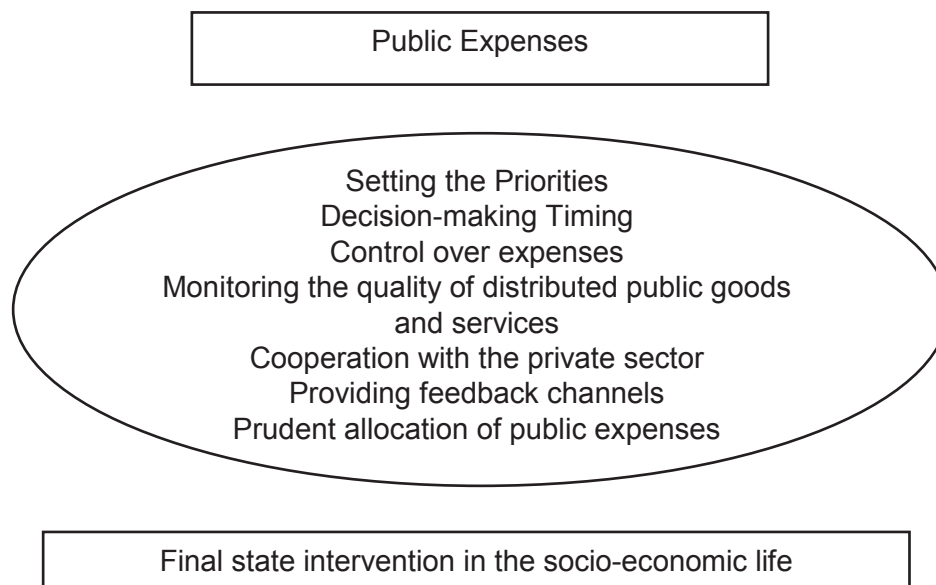 Public Expenses
Setting the Priorities
Decision-making Timing
Control over expenses
Monitoring the quality of distributed public goods
and services
Cooperation with the private sector
Providing feedback channels
Prudent allocation of public expenses
Final state intervention in the socio-economic life